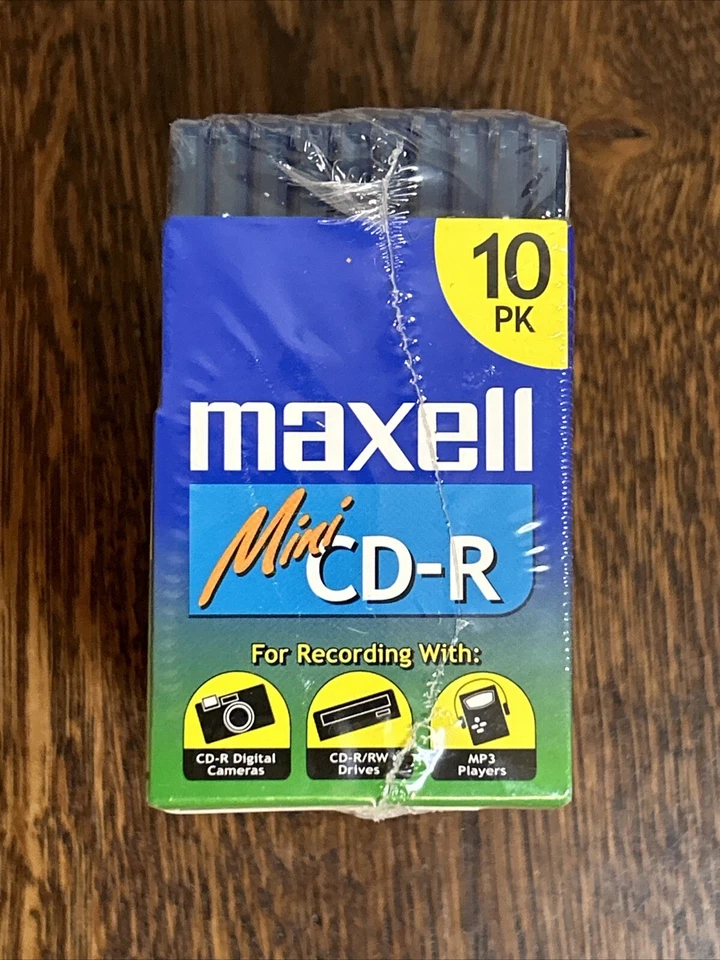 10
PK
maxell
Mini CD-R
For Recording With:
CD-R Digital Cameras
CD-R/RW Drives
MP3 Players